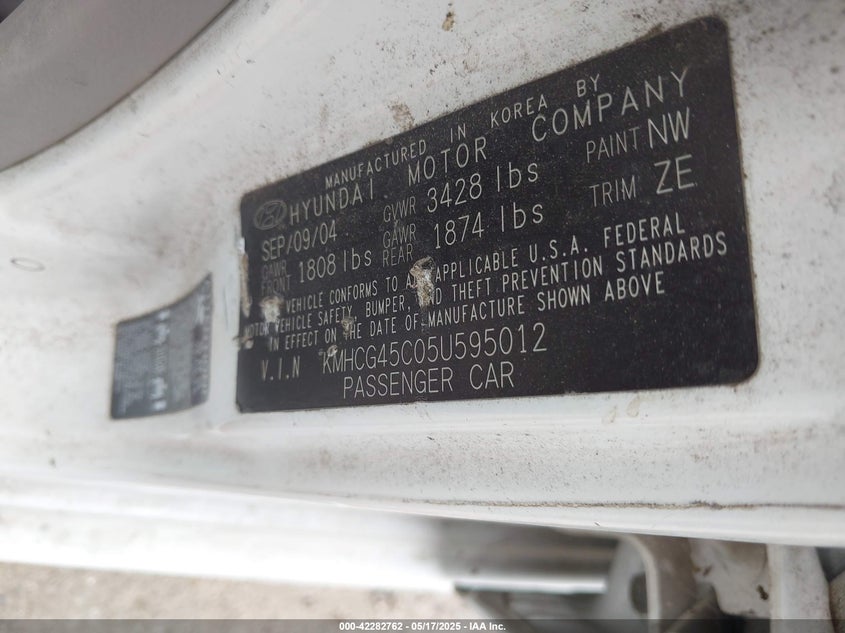 MANUFACTURED IN KOREA BY
HYUNDAI MOTOR COMPANY
SEP/09/04 GVWR 3428 lbs PAINT NW
GAWR FRONT 1808 lbs GAWR REAR 1874 lbs TRIM ZE
VEHICLE CONFORMS TO APPLICABLE U.S.A. FEDERAL
MOTOR VEHICLE SAFETY, BUMPER, AND THEFT PREVENTION STANDARDS
IN EFFECT ON THE DATE OF MANUFACTURE SHOWN ABOVE
V.I.N KMHCG45C05U595012
PASSENGER CAR
000-42282762 - 05/17/2025 - IAA Inc.